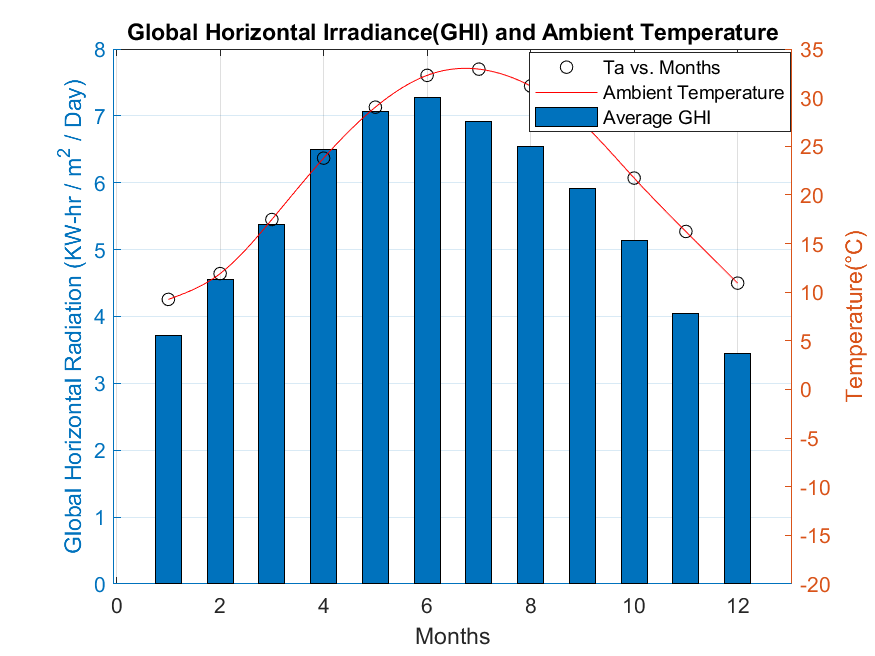 Global Horizontal Irradiance(GHI) and Ambient Temperature
Ta vs. Months
Ambient Temperature
Average GHI
Global Horizontal Radiation (KW-hr / m² / Day)
8
7
6
5
4
3
2
1
0
35
30
25
20
15
10
5
0
-5
-10
-15
-20
Temperature(°C)
0 2 4 6 8 10 12
Months